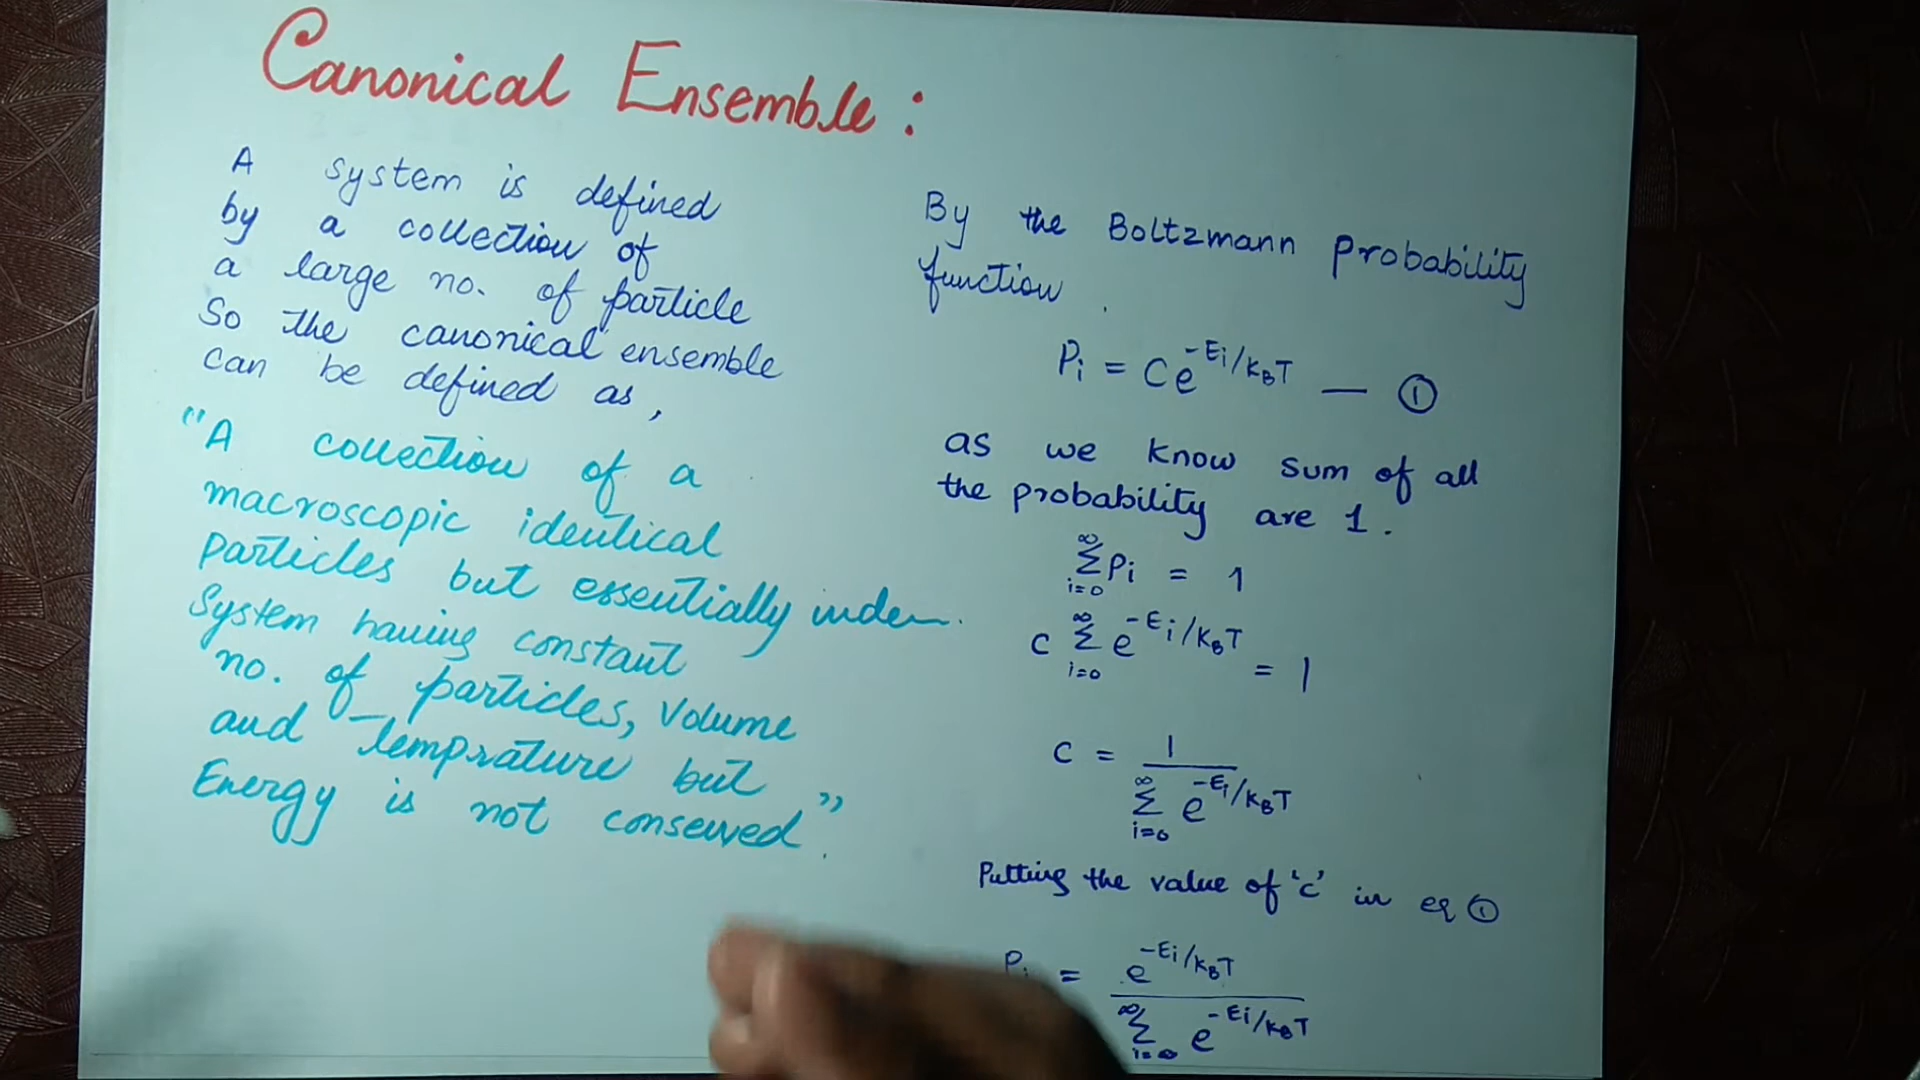 Canonical Ensemble :
A system is defined
by a collection of
a large no. of particle
So the canonical ensemble
can be defined as,
"A collection of a
macroscopic identical
particles but essentially inden
System having constant
no. of particles, Volume
and temprature but
Energy is not conserved".
By the Boltzmann Probability
function
Pi = Ce^{-Ei/KBT} — ①
as we know sum of all
the probability are 1.
∞
Σ Pi = 1
i=0
∞
C Σ e^{-Ei/KBT} = 1
i=0
C = 1
∞
Σ e^{-Ei/KBT}
i=0
Putting the value of 'c' in eq ①
Pi = e^{-Ei/KBT}
∞
Σ e^{-Ei/KBT}
i=0